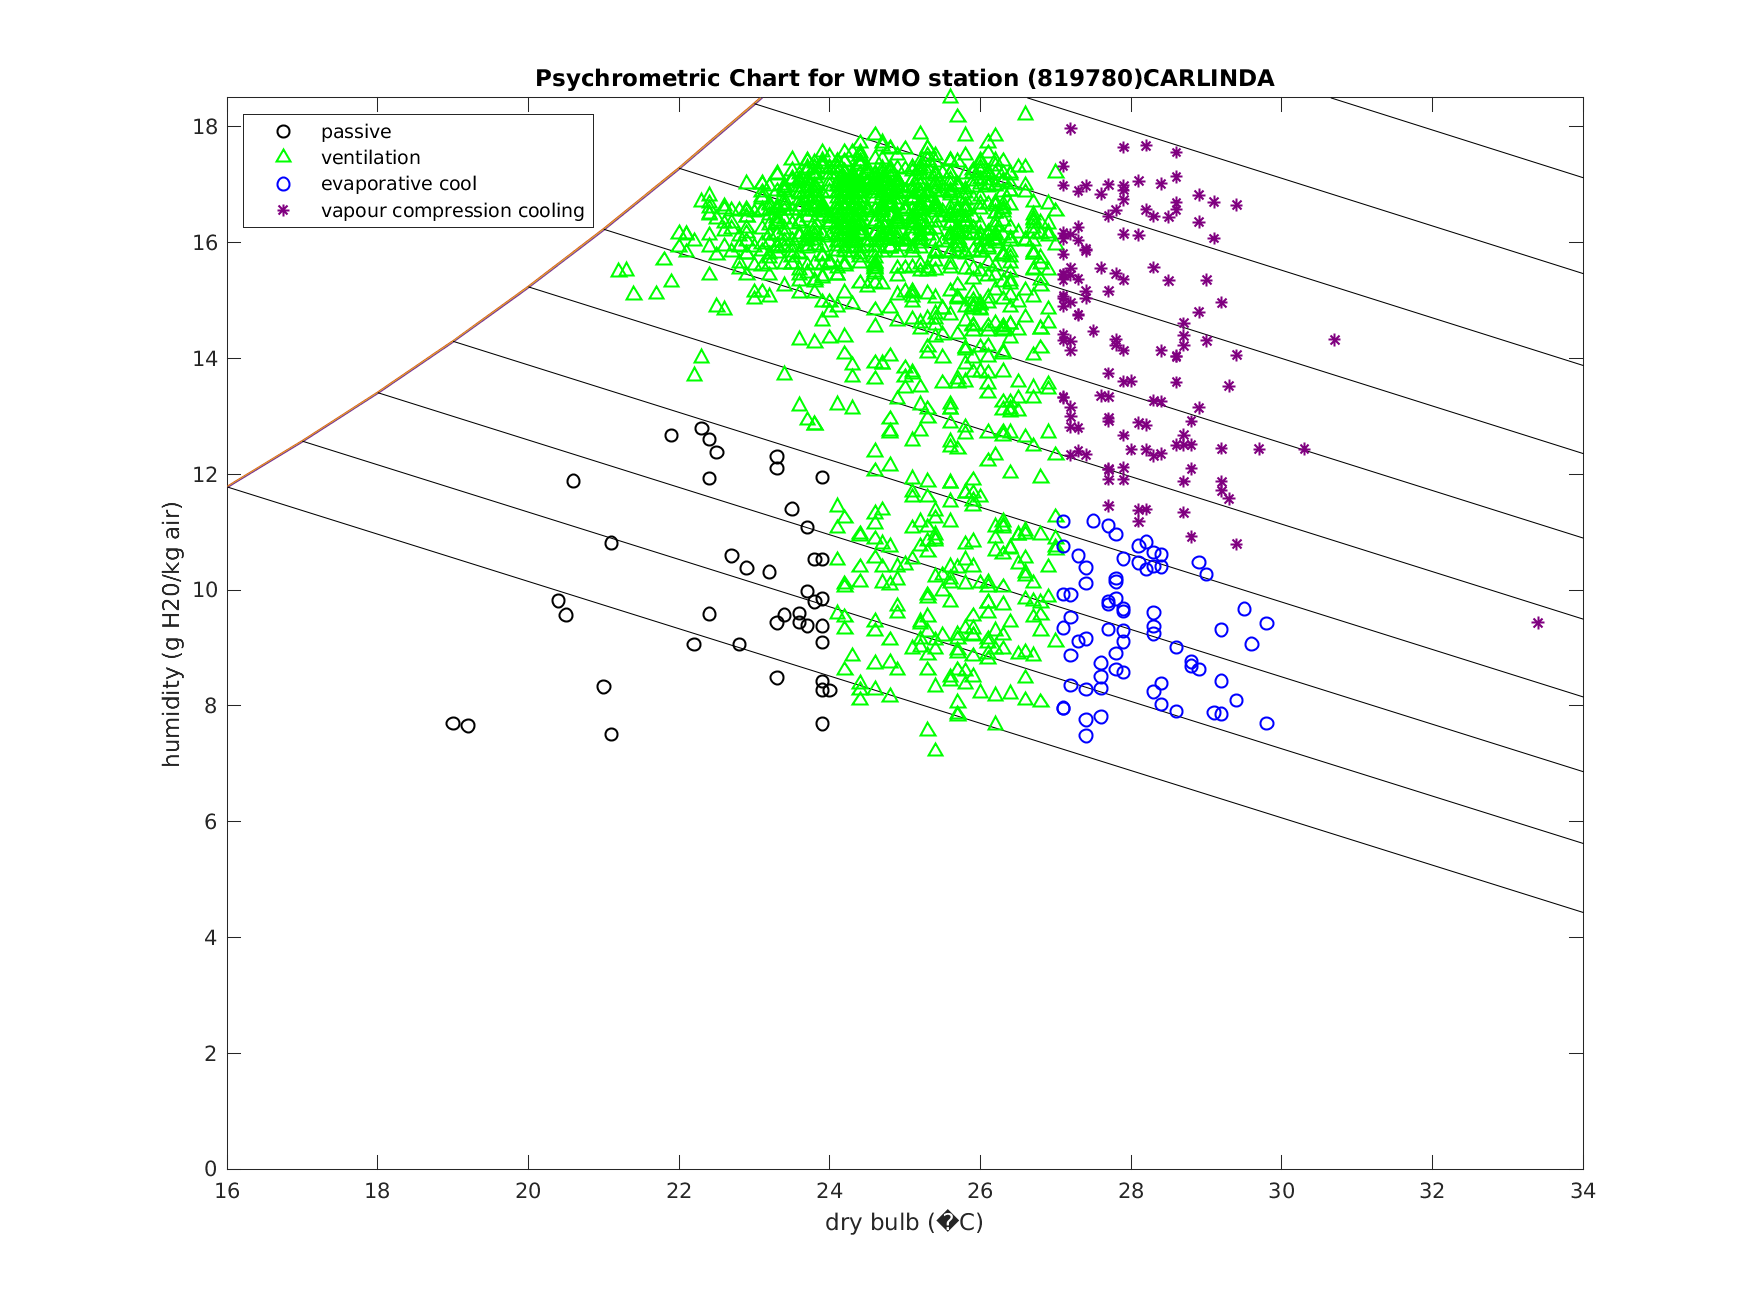 Psychrometric Chart for WMO station (819780)CARLINDA
passive
ventilation
evaporative cool
vapour compression cooling
humidity (g H20/kg air)
18
16
14
12
10
8
6
4
2
0
16 18 20 22 24 26 28 30 32 34
dry bulb (�C)